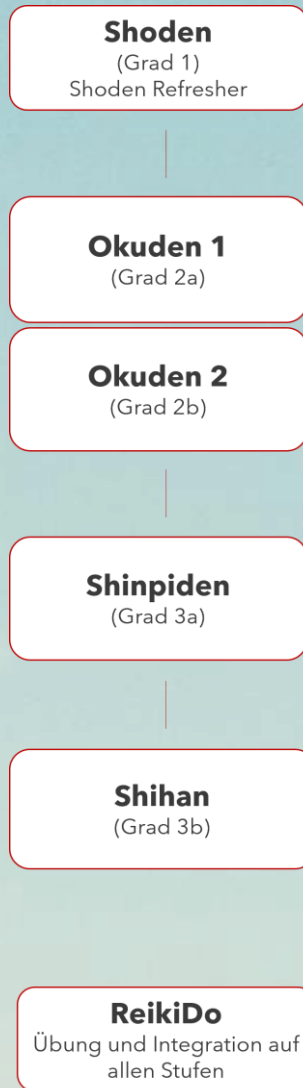 Shoden
(Grad 1)
Shoden Refresher
Okuden 1
(Grad 2a)
Okuden 2
(Grad 2b)
Shinpiden
(Grad 3a)
Shihan
(Grad 3b)
ReikiDo
Übung und Integration auf
allen Stufen